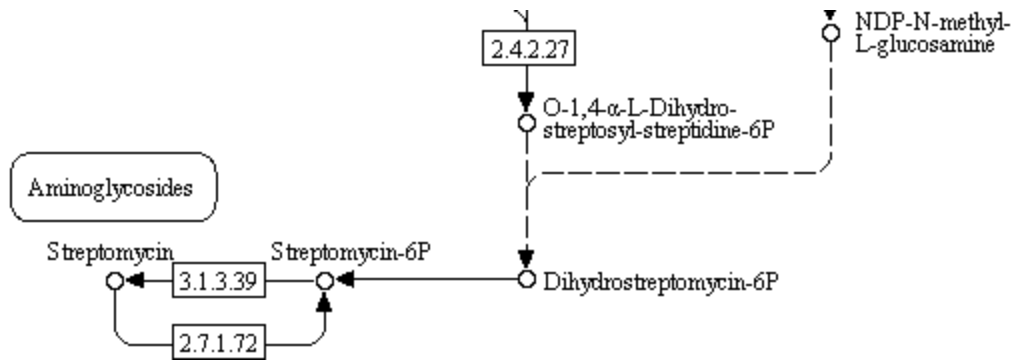 NDP-N-methyl-
L-glucosamine
2.4.2.27
O-1,4-α-L-Dihydro-
streptosyl-streptidine-6P
Aminoglycosides
Streptomycin
Streptomycin-6P
3.1.3.39
Dihydrostreptomycin-6P
2.7.1.72